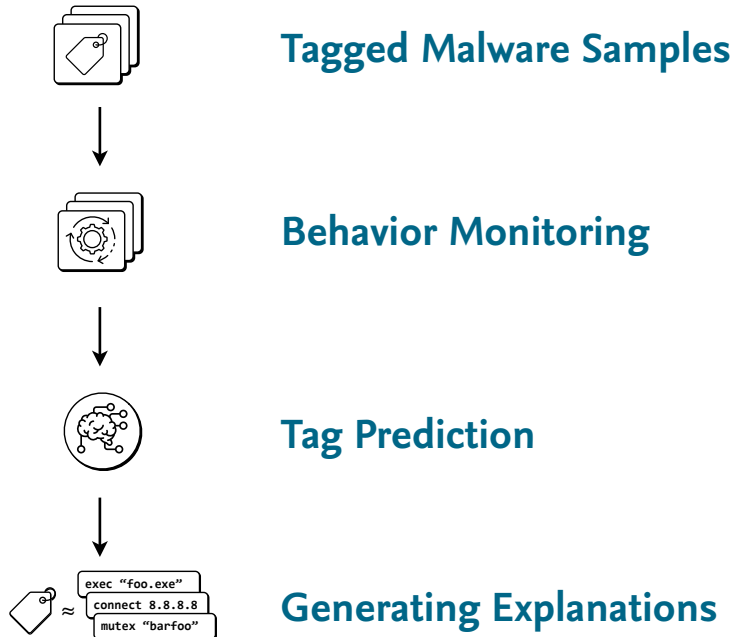 Tagged Malware Samples
Behavior Monitoring
Tag Prediction
≈
exec “foo.exe”
connect 8.8.8.8
mutex “barfoo”
Generating Explanations